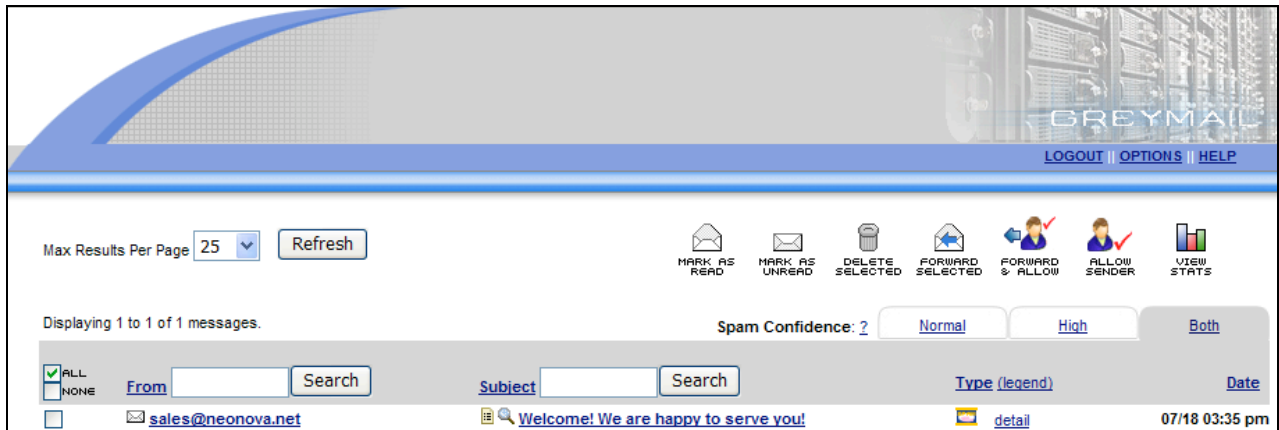 GREYMAIL
LOGOUT || OPTIONS || HELP
Max Results Per Page 25 Refresh
MARK AS READ
MARK AS UNREAD
DELETE SELECTED
FORWARD SELECTED
FORWARD & ALLOW
ALLOW SENDER
VIEW STATS
Displaying 1 to 1 of 1 messages.
Spam Confidence: ? Normal High Both
ALL
NONE
From Search Subject Search Type (legend) Date
sales@neonova.net Welcome! We are happy to serve you! detail 07/18 03:35 pm